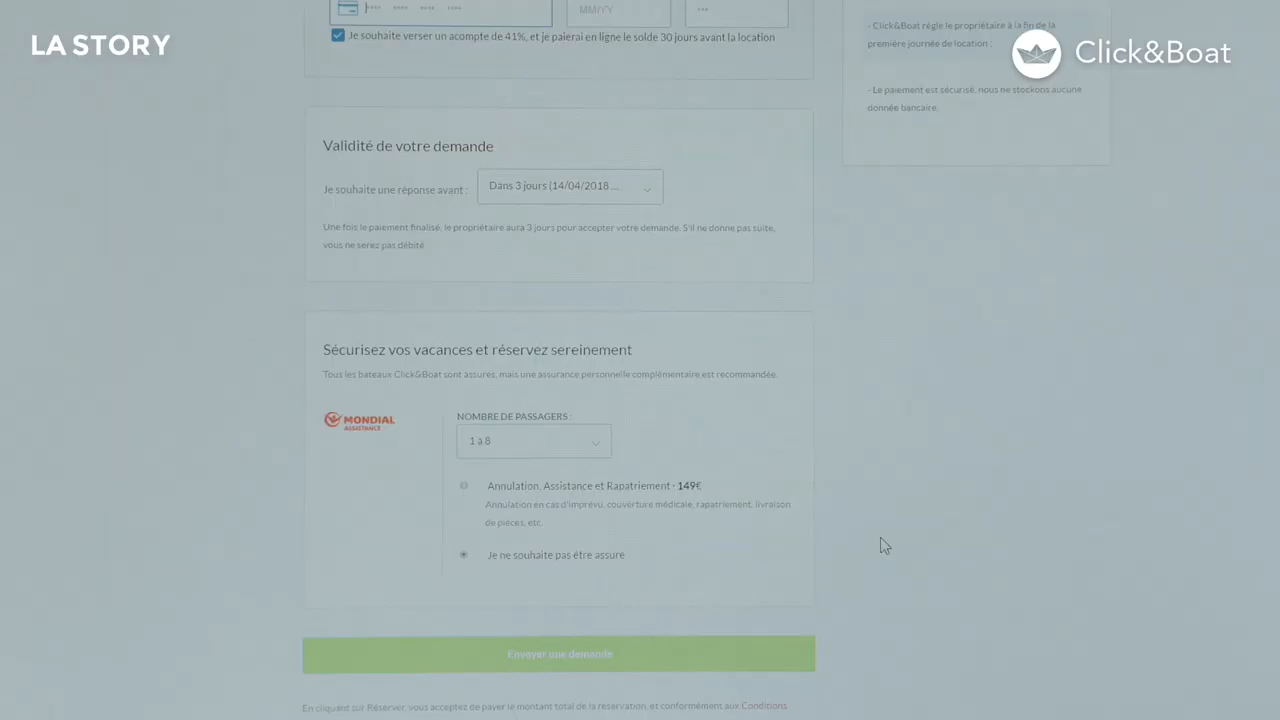 LA STORY
MM/YY
Je souhaite verser un acompte de 41%, et je paierai en ligne le solde 30 jours avant la location
- Click&Boat règle le propriétaire à la fin de la
première journée de location ;
Click&Boat
- Le paiement est sécurisé, nous ne stockons aucune
donnée bancaire.
Validité de votre demande
Je souhaite une réponse avant :
Dans 3 jours (14/04/2018 ...
Une fois le paiement finalisé, le propriétaire aura 3 jours pour accepter votre demande. S'il ne donne pas suite,
vous ne serez pas débité
Sécurisez vos vacances et réservez sereinement
Tous les bateaux Click&Boat sont assurés, mais une assurance personnelle complémentaire est recommandée.
MONDIAL
ASSISTANCE
NOMBRE DE PASSAGERS :
1 à 8
Annulation, Assistance et Rapatriement - 149€
Annulation en cas d'imprévu, couverture médicale, rapatriement, livraison
de pièces, etc.
Je ne souhaite pas être assuré
Envoyer une demande
En cliquant sur Réserver, vous acceptez de payer le montant total de la reservation, et conformément aux Conditions